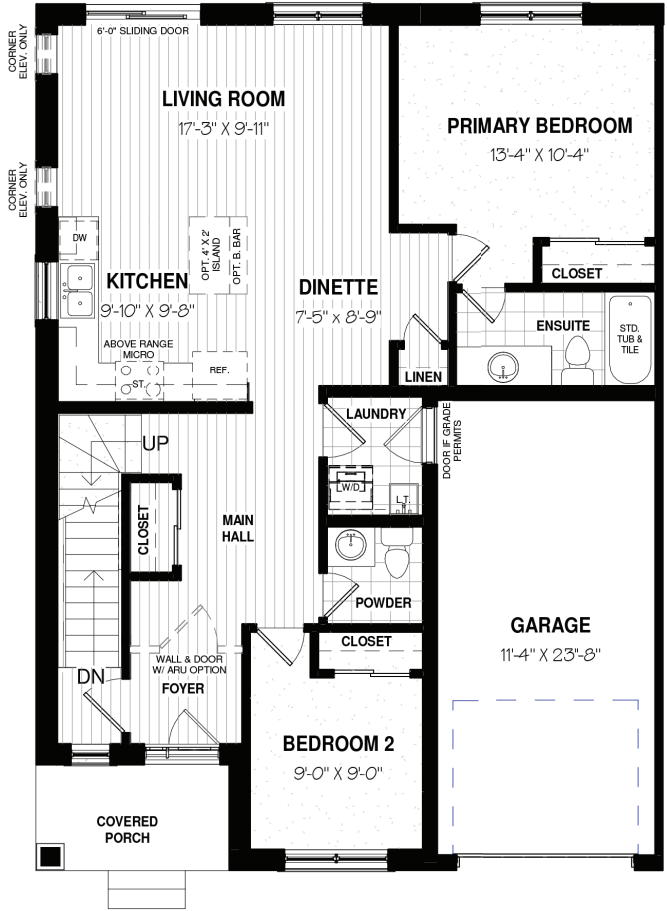 6'-0" SLIDING DOOR
CORNER
ELEV. ONLY
LIVING ROOM
17'-3" X 9'-11"
PRIMARY BEDROOM
13'-4" X 10'-4"
CORNER
ELEV. ONLY
DW
OPT. 4' X 2'
ISLAND
OPT. B. BAR
KITCHEN
9'-10" X 9'-8"
DINETTE
7'-5" x 8'-9"
CLOSET
ENSUITE
STD.
TUB &
TILE
ABOVE RANGE
MICRO
ST.
REF.
LINEN
LAUNDRY
DOOR IF GRADE
PERMITS
UP
W/D
L.T.
CLOSET
MAIN
HALL
POWDER
GARAGE
11'-4" X 23'-8"
CLOSET
WALL & DOOR
W/ ARU OPTION
FOYER
DN
BEDROOM 2
9'-0" X 9'-0"
COVERED
PORCH